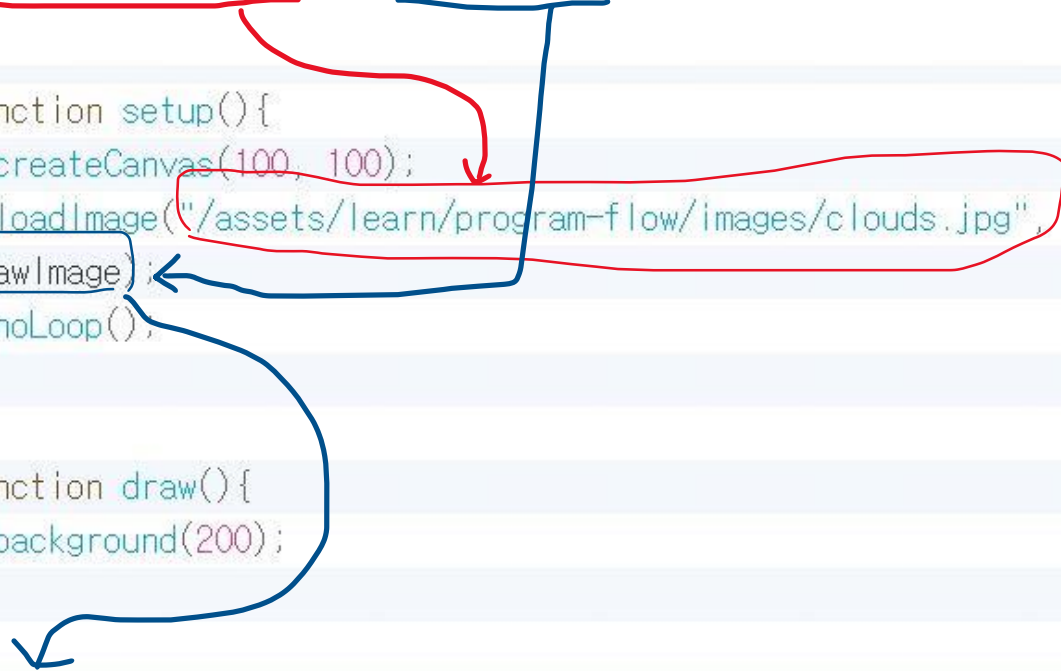 nction setup(){
createCanvas(100, 100);
loadImage("/assets/learn/program-flow/images/clouds.jpg",
awImage);
noLoop();
nction draw(){
background(200);